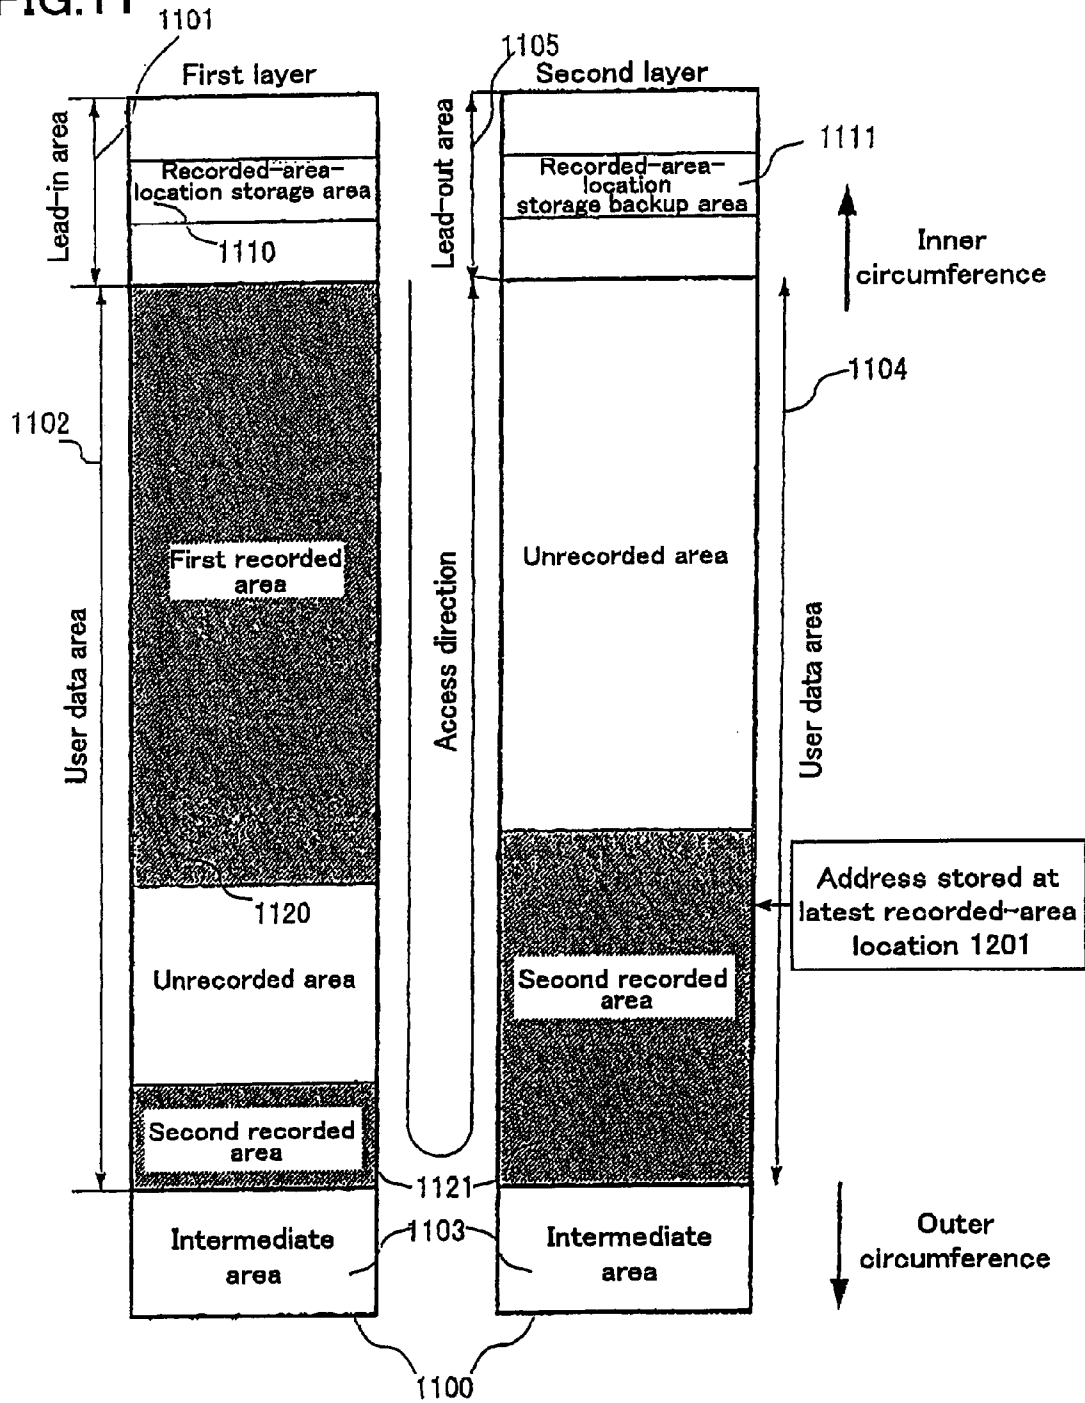 FIG.11
1101
1105
First layer
Second layer
Lead-in area
Lead-out area
Recorded-area-
location storage area
1110
Recorded-area-
location
storage backup area
1111
Inner
circumference
1102
1104
First recorded
area
User data area
Access direction
Unrecorded area
User data area
1120
Unrecorded area
Address stored at
latest recorded-area
location 1201
Second recorded
area
Second recorded
area
1121
Intermediate
area
1103
Intermediate
area
Outer
circumference
1100